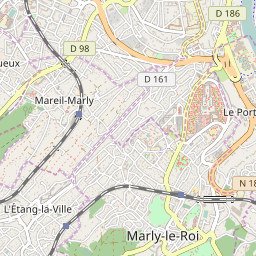 D 186
D 98
ueux
D 161
Mareil-Marly
Le Port
N 18
L'Étang-la-Ville
Marly-le-Roi